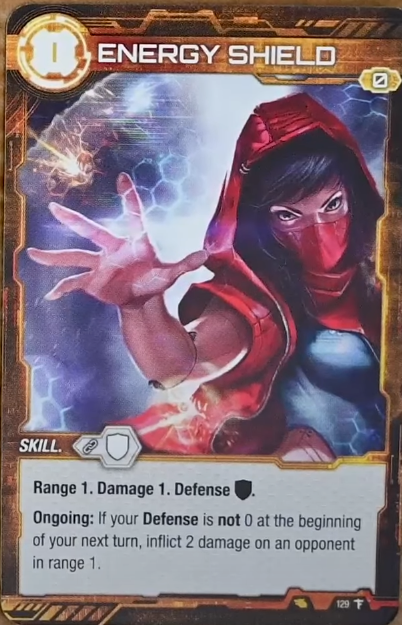 I ENERGY SHIELD
0
SKILL.
Range 1. Damage 1. Defense .
Ongoing: If your Defense is not 0 at the beginning
of your next turn, inflict 2 damage on an opponent
in range 1.
129